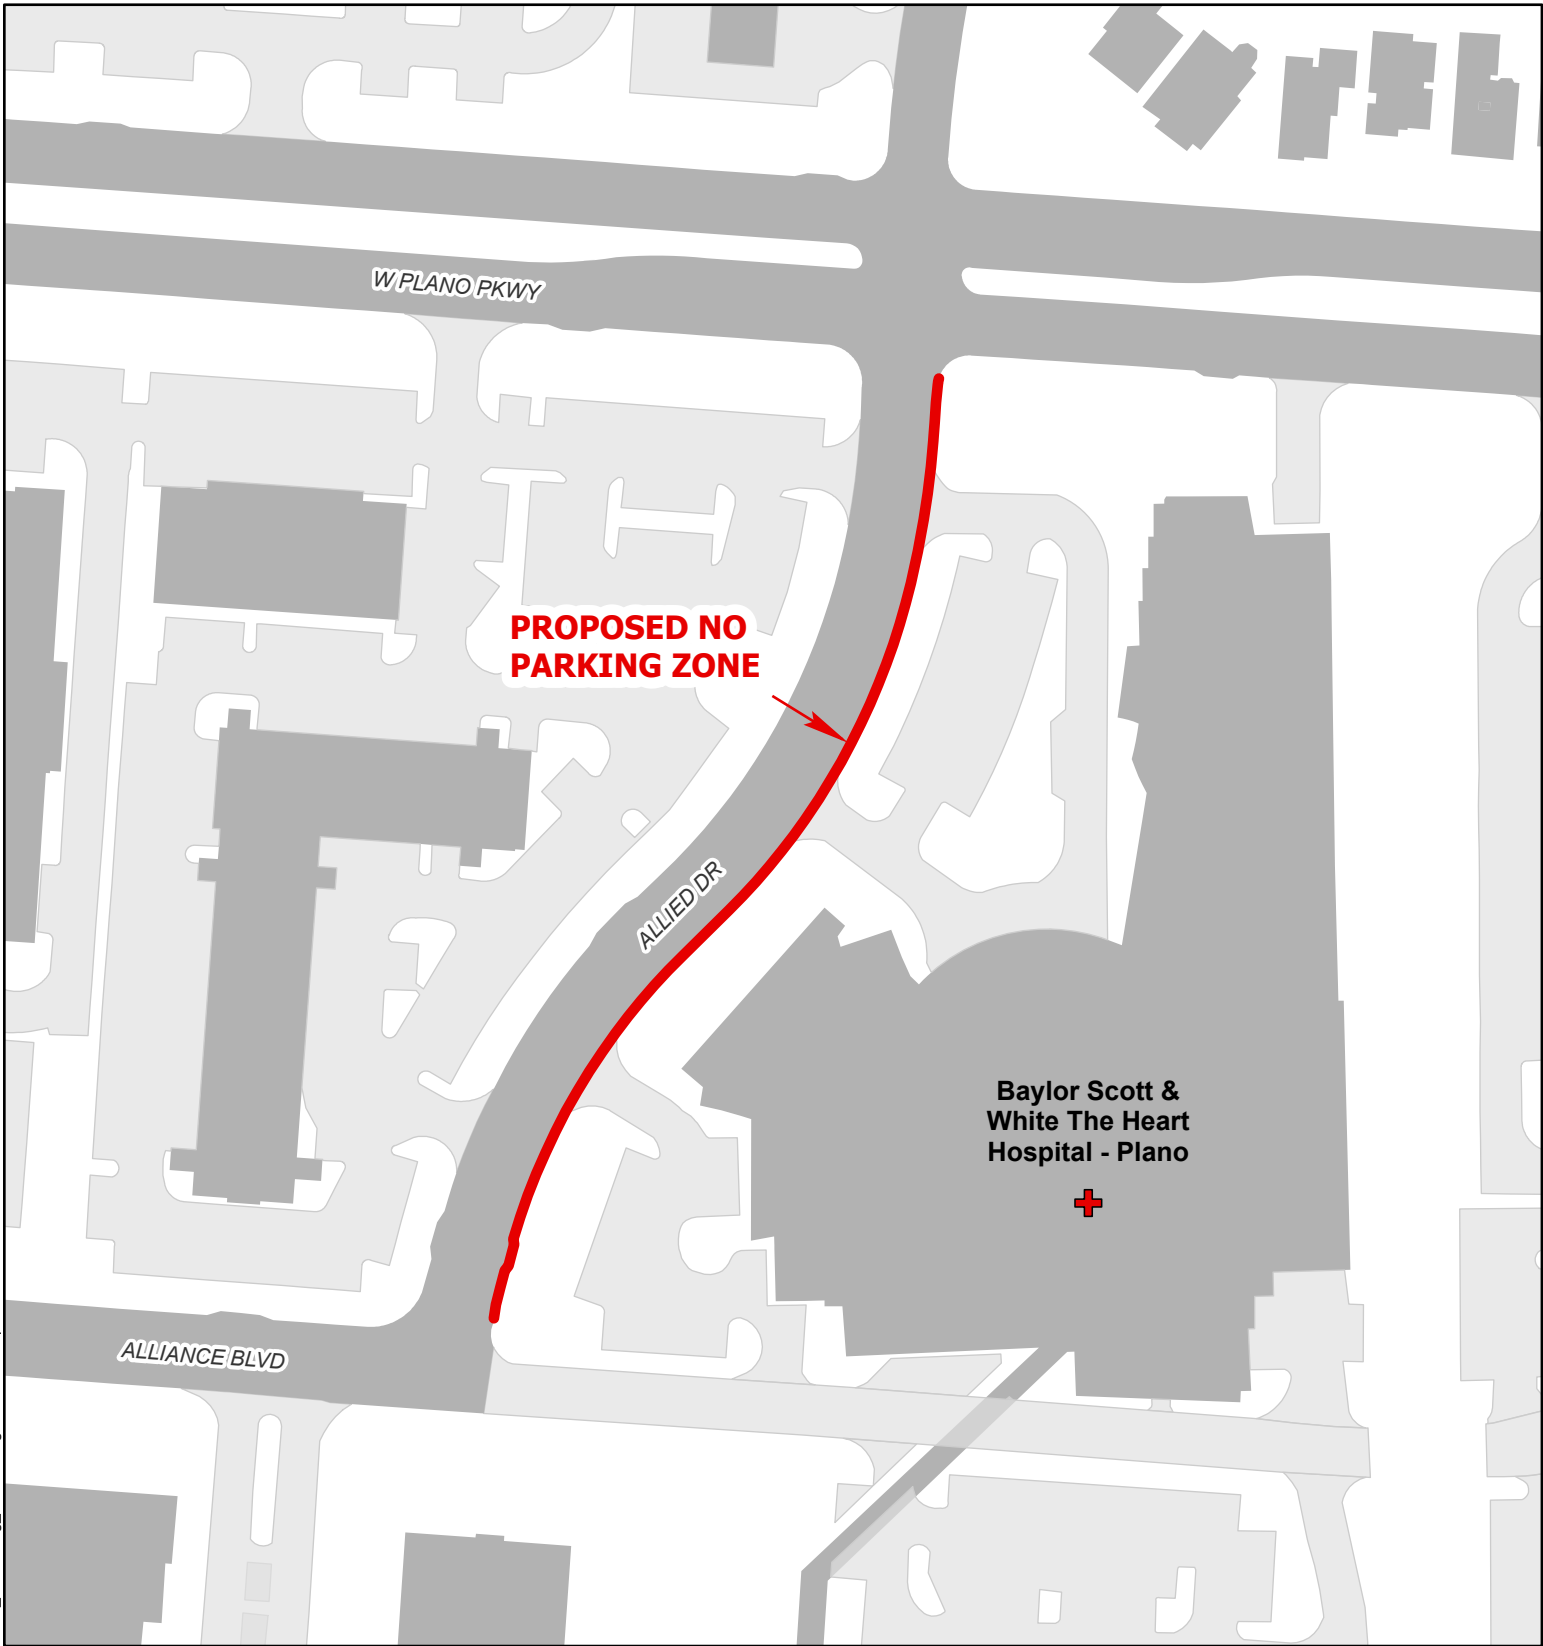 W PLANO PKWY
PROPOSED NO
PARKING ZONE
ALLIED DR
Baylor Scott &
White The Heart
Hospital - Plano
ALLIANCE BLVD